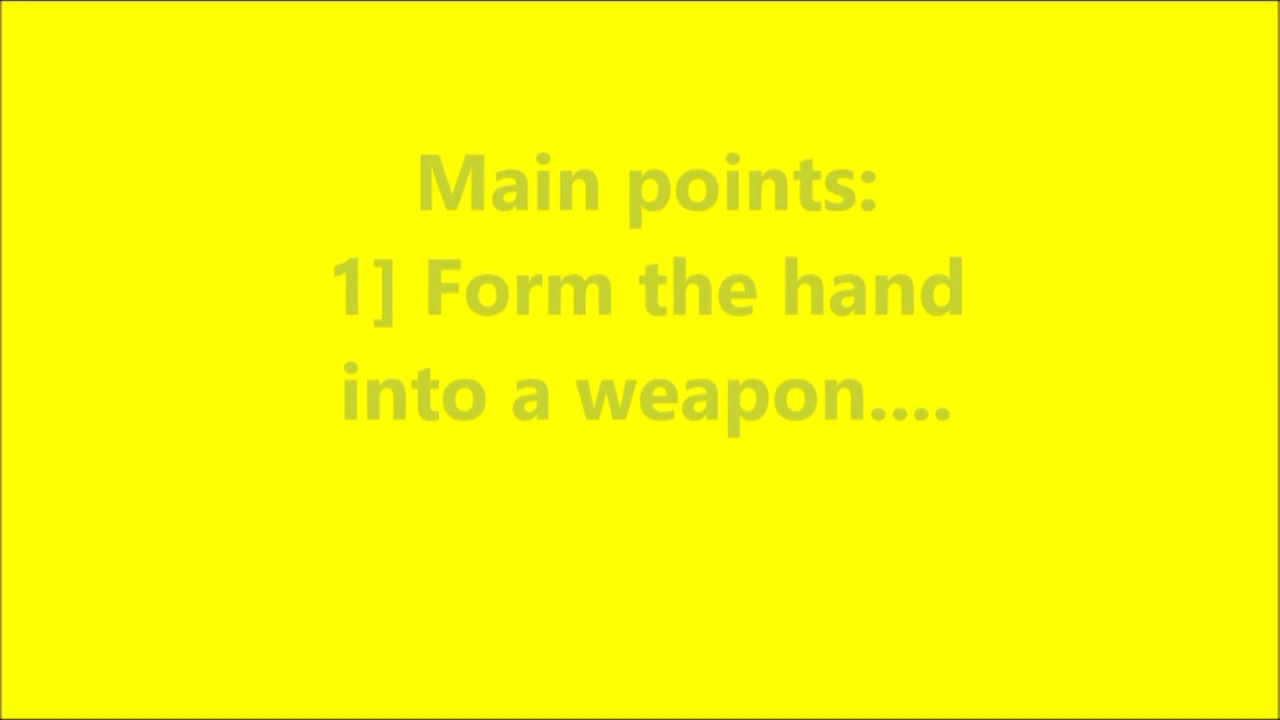 Main points:
1] Form the hand
into a weapon....